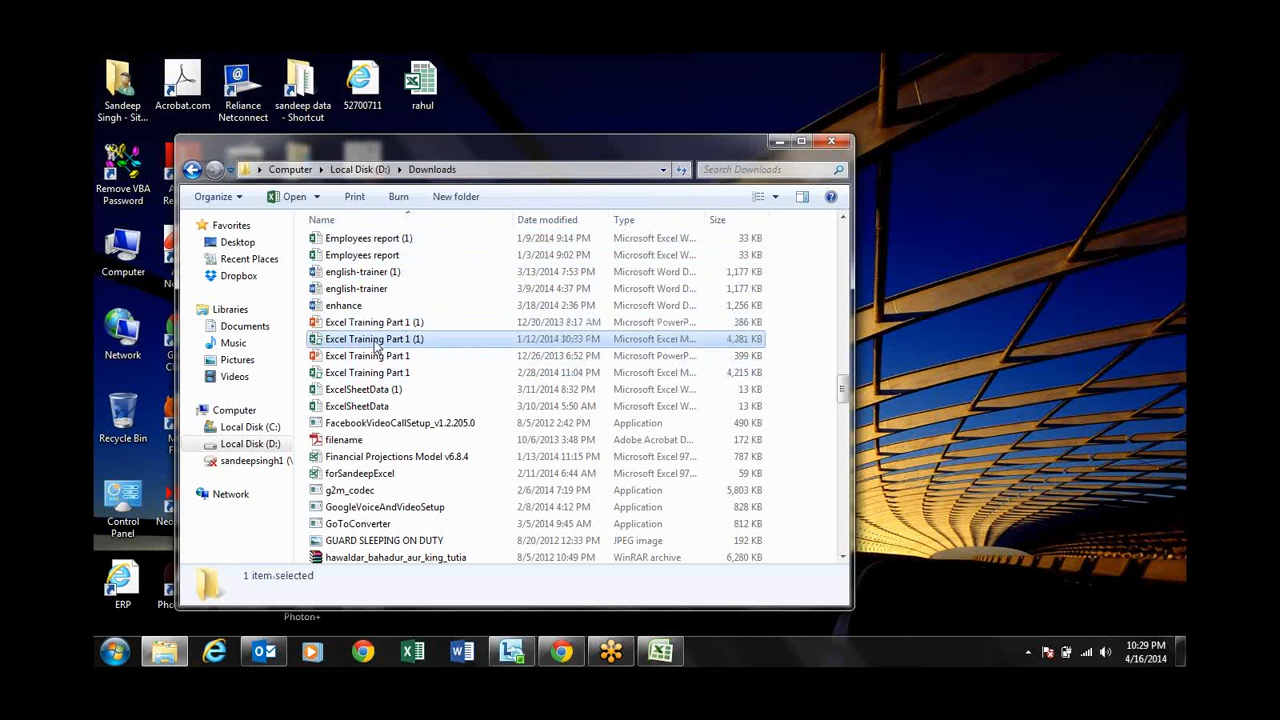 Sandeep Singh - Sit...
Acrobat.com
Reliance Netconnect
sandeep data - Shortcut
52700711
rahul
Remove VBA Password
Computer
Network
Recycle Bin
Control Panel
ERP
Photon+
Computer Local Disk (D:) Downloads
Search Downloads
Organize Open Print Burn New folder
Favorites
Desktop
Recent Places
Dropbox
Libraries
Documents
Music
Pictures
Videos
Computer
Local Disk (C:)
Local Disk (D:)
sandeepsingh1 (\
Network
Name Date modified Type Size
Employees report (1) 1/9/2014 9:14 PM Microsoft Excel W... 33 KB
Employees report 1/3/2014 9:02 PM Microsoft Excel W... 33 KB
english-trainer (1) 3/13/2014 7:53 PM Microsoft Word D... 1,177 KB
english-trainer 3/9/2014 4:37 PM Microsoft Word D... 1,177 KB
enhance 3/18/2014 2:36 PM Microsoft Word D... 1,256 KB
Excel Training Part 1 (1) 12/20/2013 8:17 AM Microsoft PowerP... 286 KB
Excel Training Part 1 (1) 1/12/2014 10:33 PM Microsoft Excel M... 4,281 KB
Excel Training Part 1 12/26/2013 6:52 PM Microsoft PowerP... 399 KB
Excel Training Part 1 2/28/2014 11:04 PM Microsoft Excel M... 4,215 KB
ExcelSheetData (1) 3/11/2014 8:32 PM Microsoft Excel W... 13 KB
ExcelSheetData 3/10/2014 5:50 AM Microsoft Excel W... 13 KB
FacebookVideoCallSetup_v1.2.205.0 8/5/2012 2:42 PM Application 490 KB
filename 10/6/2013 3:48 PM Adobe Acrobat D... 172 KB
Financial Projections Model v6.8.4 1/13/2014 11:15 PM Microsoft Excel 97... 787 KB
forSandeepExcel 2/11/2014 6:44 AM Microsoft Excel 97... 59 KB
g2m_codec 2/6/2014 7:19 PM Application 5,803 KB
GoogleVoiceAndVideoSetup 2/8/2014 4:12 PM Application 828 KB
GoToConverter 3/5/2014 9:45 AM Application 812 KB
GUARD SLEEPING ON DUTY 8/20/2012 12:38 PM JPEG image 192 KB
hawaldar_bahadur_aur_king_tutia 8/5/2012 10:49 PM WinRAR archive 6,280 KB
1 item selected
10:29 PM
4/16/2014